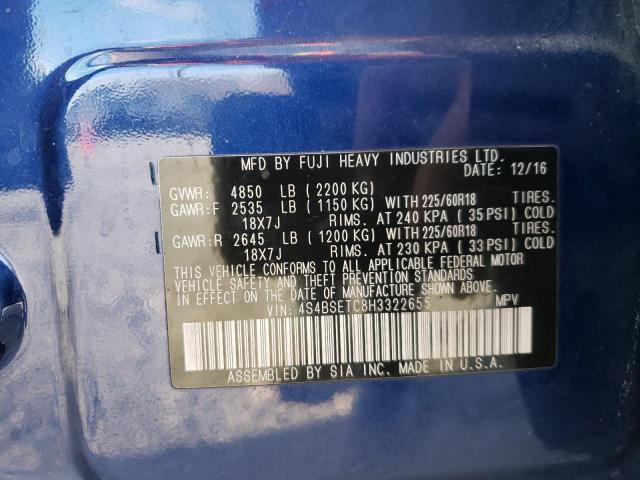 MFD BY FUJI HEAVY INDUSTRIES LTD.
DATE: 12/16
GVWR: 4850 LB ( 2200 KG)
GAWR:F 2535 LB ( 1150 KG) WITH 225/60R18 TIRES.
18X7J RIMS. AT 240 KPA ( 35 PSI) COLD
GAWR:R 2645 LB ( 1200 KG) WITH 225/60R18 TIRES.
18X7J RIMS. AT 230 KPA ( 33 PSI) COLD
THIS VEHICLE CONFORMS TO ALL APPLICABLE FEDERAL MOTOR
VEHICLE SAFETY AND THEFT PREVENTION STANDARDS
IN EFFECT ON THE DATE OF MANUFACTURE SHOWN ABOVE.
VIN: 4S4BSETC8H3322655 MPV
ASSEMBLED BY SIA INC. MADE IN U.S.A.